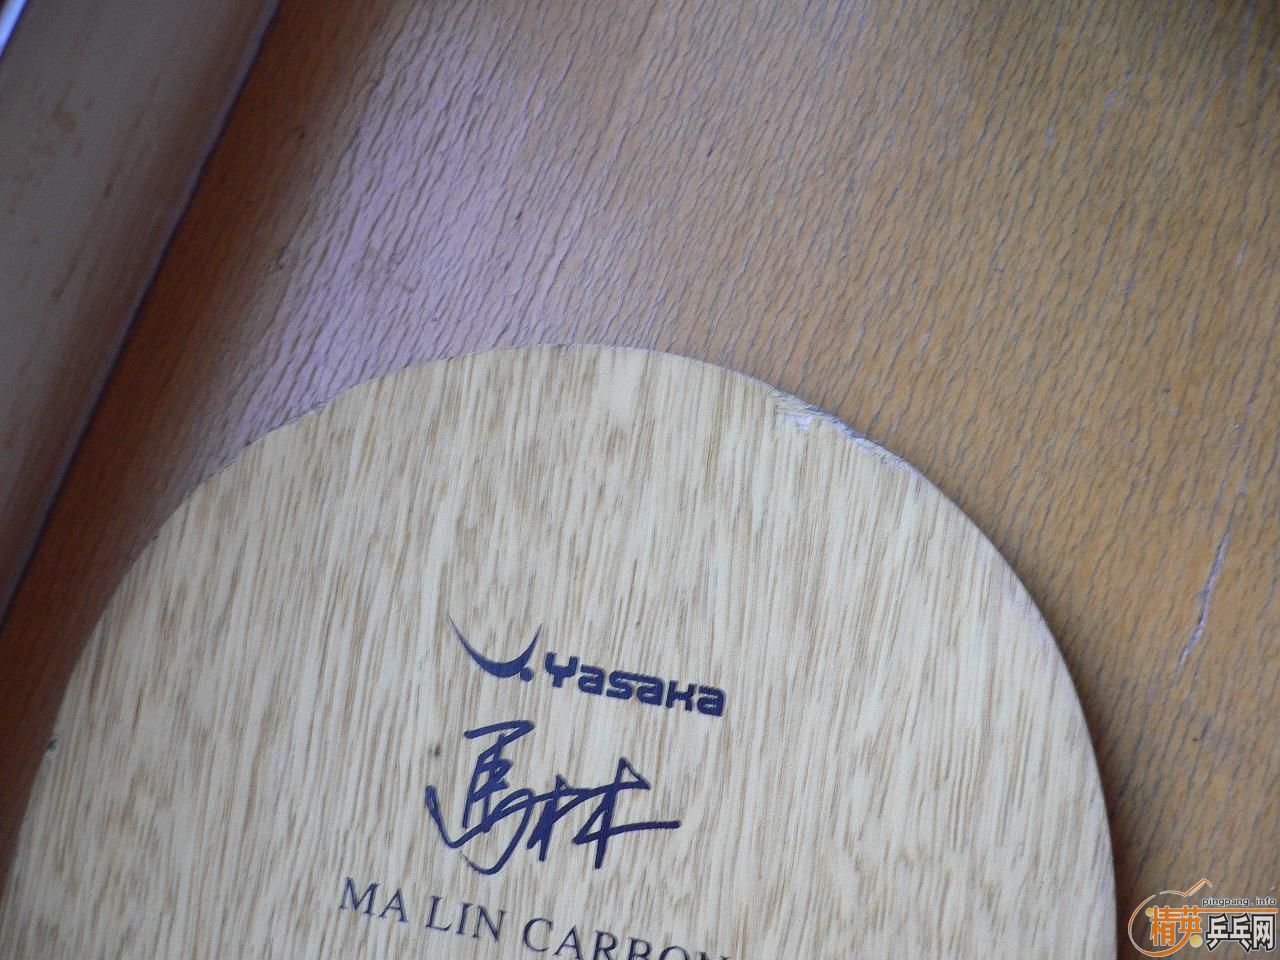 Yasaka
馬林
MA LIN CARBON
pingpang.info
精英乒乓网